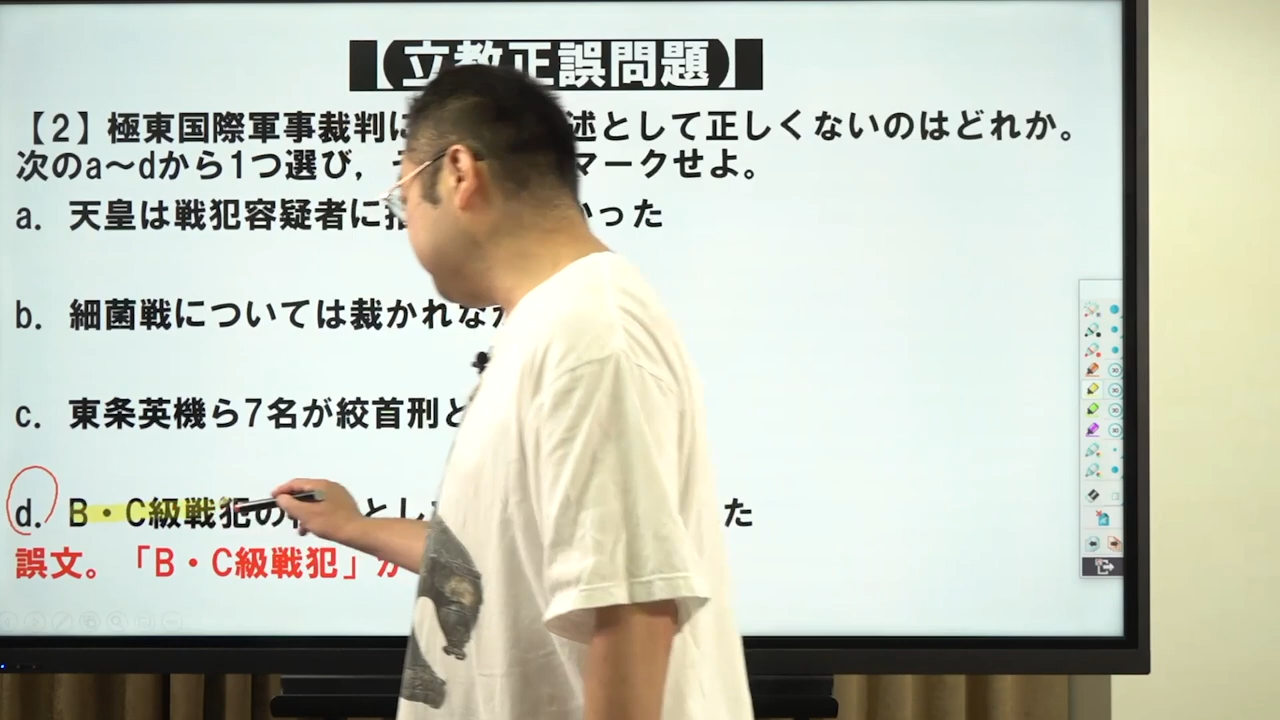 【(立教正誤問題)】
【2】極東国際軍事裁判に 述として正しくないのはどれか。
次のa～dから1つ選び， マークせよ。
a. 天皇は戦犯容疑者に かった
b. 細菌戦については裁かれな
c. 東条英機ら7名が絞首刑と
d. B・C級戦犯の とし た
誤文。「B・C級戦犯」が